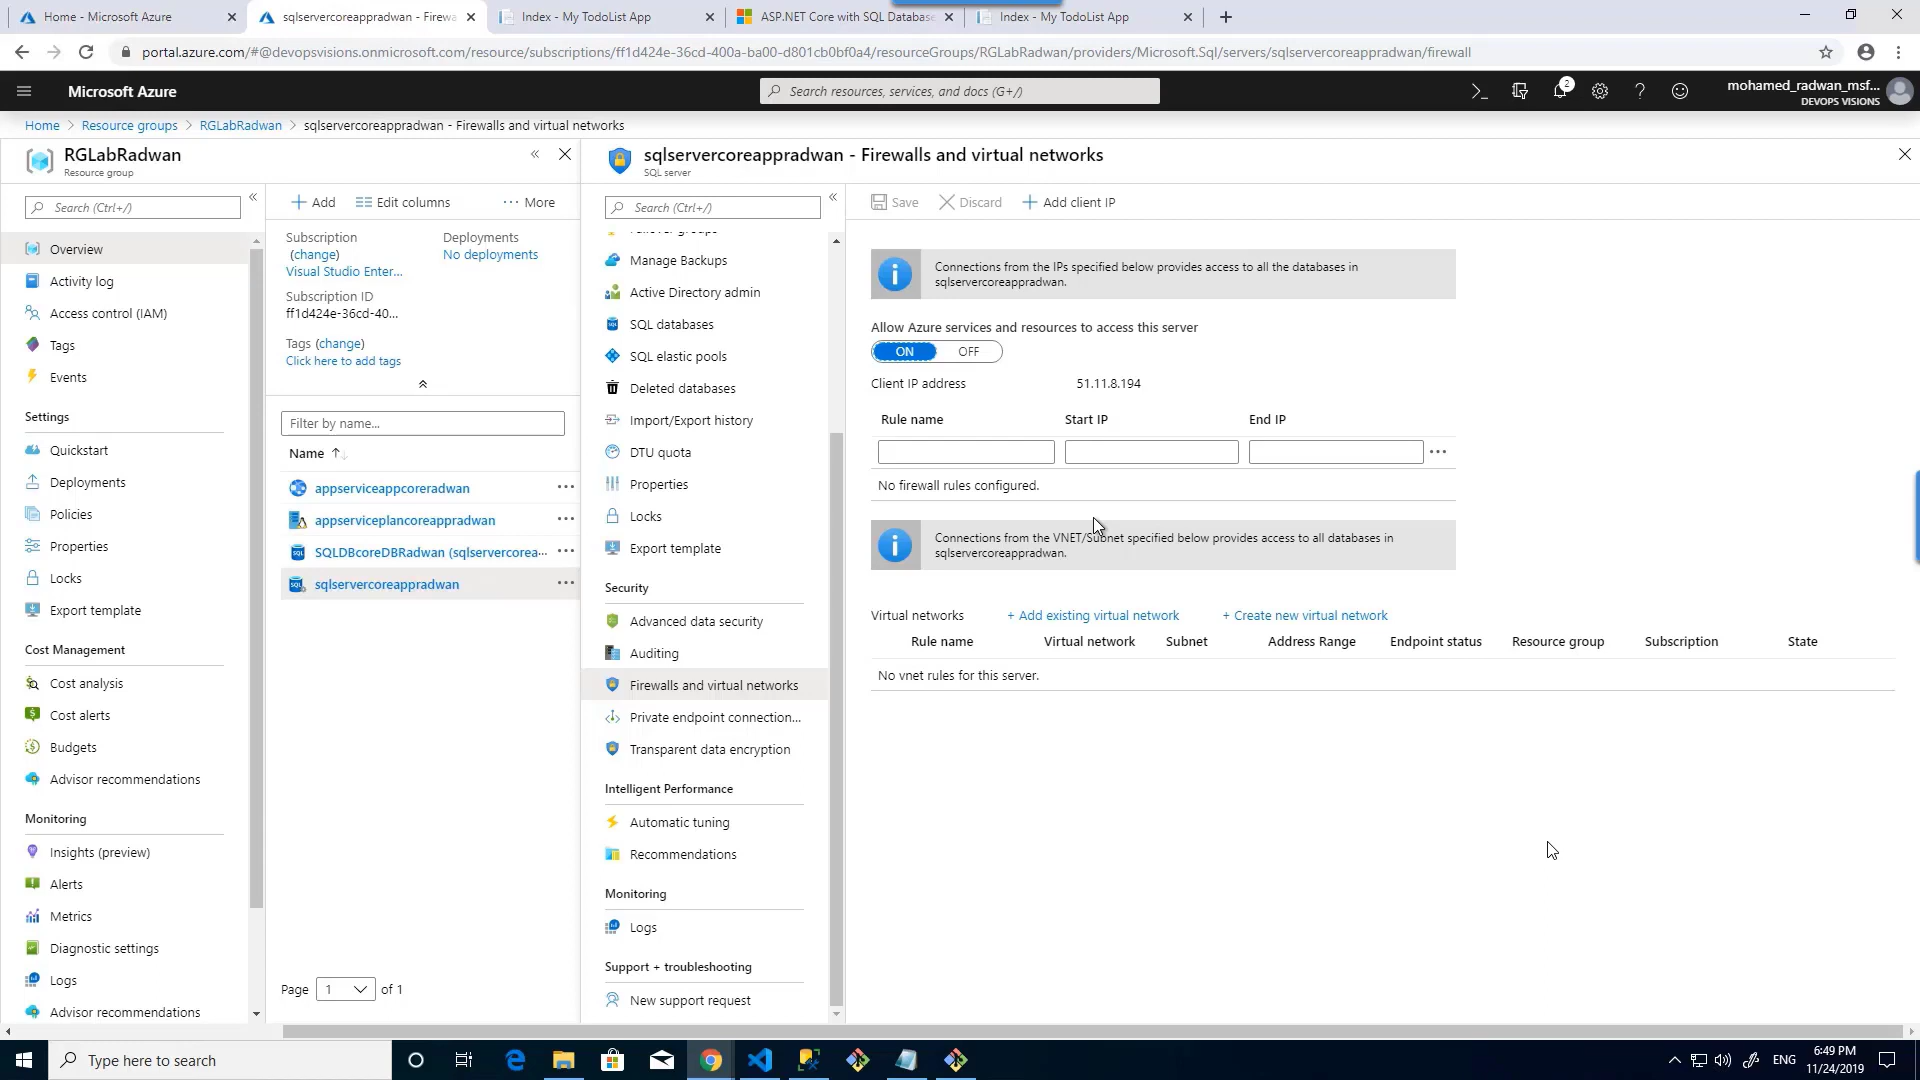 Home - Microsoft Azure
sqlservercoreappradwan - Firewa
Index - My TodoList App
ASP.NET Core with SQL Database
Index - My TodoList App
portal.azure.com/#@devopsvisions.onmicrosoft.com/resource/subscriptions/ff1d424e-36cd-400a-ba00-d801cb0bf0a4/resourceGroups/RGLabRadwan/providers/Microsoft.Sql/servers/sqlservercoreappradwan/firewall
Microsoft Azure
Search resources, services, and docs (G+/)
2
mohamed_radwan_msf...
DEVOPS VISIONS
Home > Resource groups > RGLabRadwan > sqlservercoreappradwan - Firewalls and virtual networks
RGLabRadwan
Resource group
Search (Ctrl+/)
Overview
Activity log
Access control (IAM)
Tags
Events
Settings
Quickstart
Deployments
Policies
Properties
Locks
Export template
Cost Management
Cost analysis
Cost alerts
Budgets
Advisor recommendations
Monitoring
Insights (preview)
Alerts
Metrics
Diagnostic settings
Logs
Advisor recommendations
Add
Edit columns
More
Subscription
(change)
Visual Studio Enter...
Subscription ID
ff1d424e-36cd-40...
Tags (change)
Click here to add tags
Deployments
No deployments
Filter by name...
Name
appserviceappcoreradwan
appserviceplancoreappradwan
SQLDBcoreDBRadwan (sqlservercorea...
sqlservercoreappradwan
Page 1 of 1
sqlservercoreappradwan - Firewalls and virtual networks
SQL server
Search (Ctrl+/)
Failover groups
Manage Backups
Active Directory admin
SQL databases
SQL elastic pools
Deleted databases
Import/Export history
DTU quota
Properties
Locks
Export template
Security
Advanced data security
Auditing
Firewalls and virtual networks
Private endpoint connection...
Transparent data encryption
Intelligent Performance
Automatic tuning
Recommendations
Monitoring
Logs
Support + troubleshooting
New support request
Save
Discard
Add client IP
Connections from the IPs specified below provides access to all the databases in
sqlservercoreappradwan.
Allow Azure services and resources to access this server
ON OFF
Client IP address 51.11.8.194
Rule name Start IP End IP
No firewall rules configured.
Connections from the VNET/Subnet specified below provides access to all databases in
sqlservercoreappradwan.
Virtual networks + Add existing virtual network + Create new virtual network
Rule name Virtual network Subnet Address Range Endpoint status Resource group Subscription State
No vnet rules for this server.
Type here to search
ENG
6:49 PM
11/24/2019